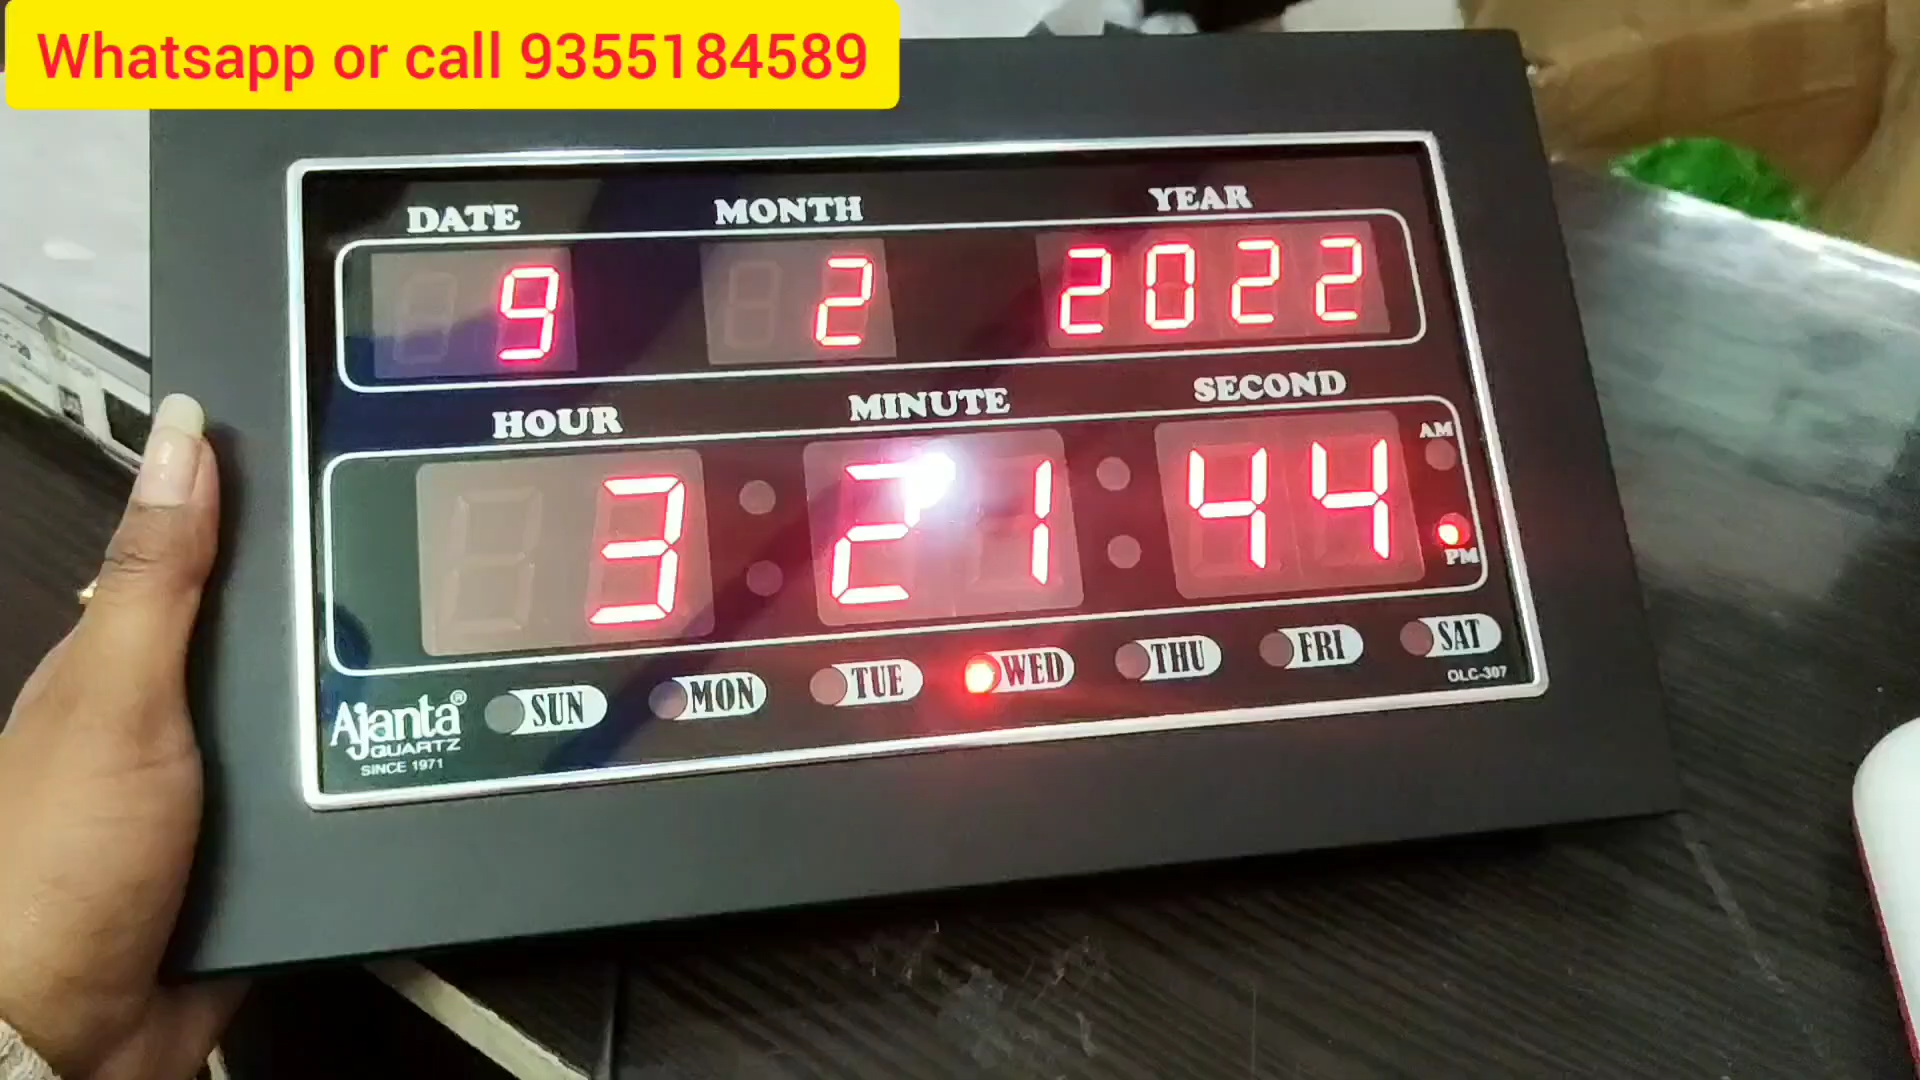 Whatsapp or call 9355184589
DATE MONTH YEAR
9 2 2022
HOUR MINUTE SECOND
3 21 44
AM
PM
SUN MON TUE WED THU FRI SAT
OLC-307
Ajanta®
QUARTZ
SINCE 1971